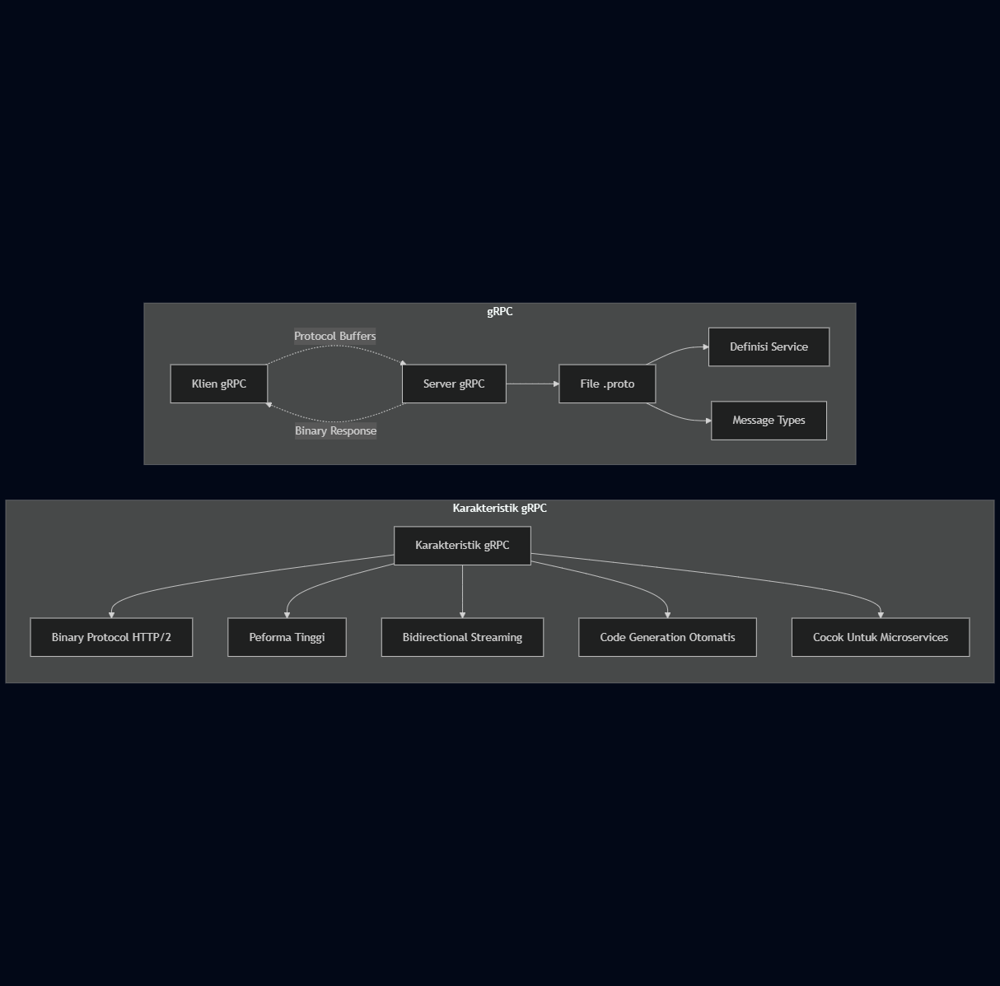 gRPC
Protocol Buffers
Klien gRPC
Server gRPC
File .proto
Definisi Service
Message Types
Binary Response
Karakteristik gRPC
Karakteristik gRPC
Binary Protocol HTTP/2
Peforma Tinggi
Bidirectional Streaming
Code Generation Otomatis
Cocok Untuk Microservices